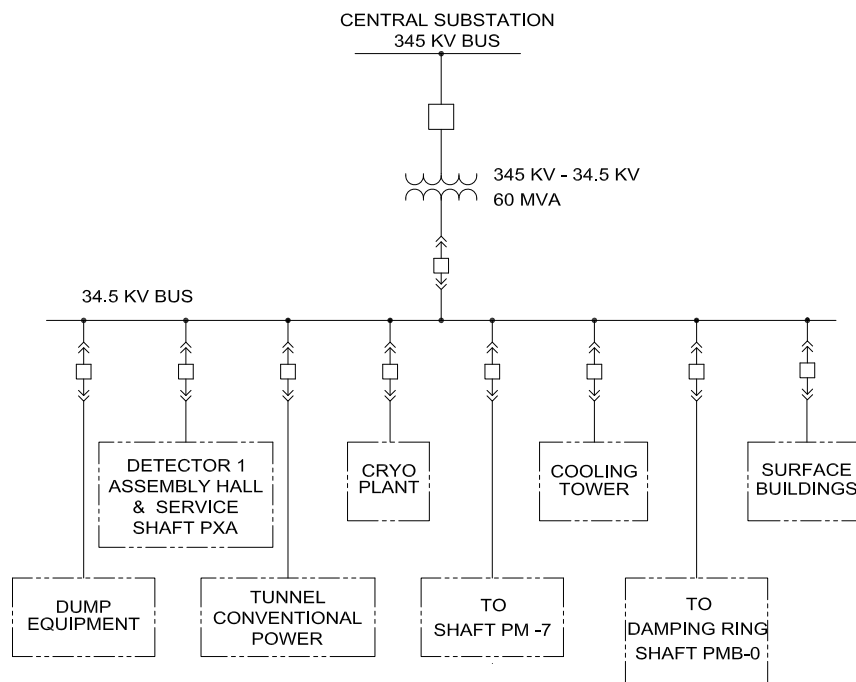 CENTRAL SUBSTATION
345 KV BUS
345 KV - 34.5 KV
60 MVA
34.5 KV BUS
DETECTOR 1
ASSEMBLY HALL
& SERVICE
SHAFT PXA
CRYO
PLANT
COOLING
TOWER
SURFACE
BUILDINGS
DUMP
EQUIPMENT
TUNNEL
CONVENTIONAL
POWER
TO
SHAFT PM -7
TO
DAMPING RING
SHAFT PMB-0